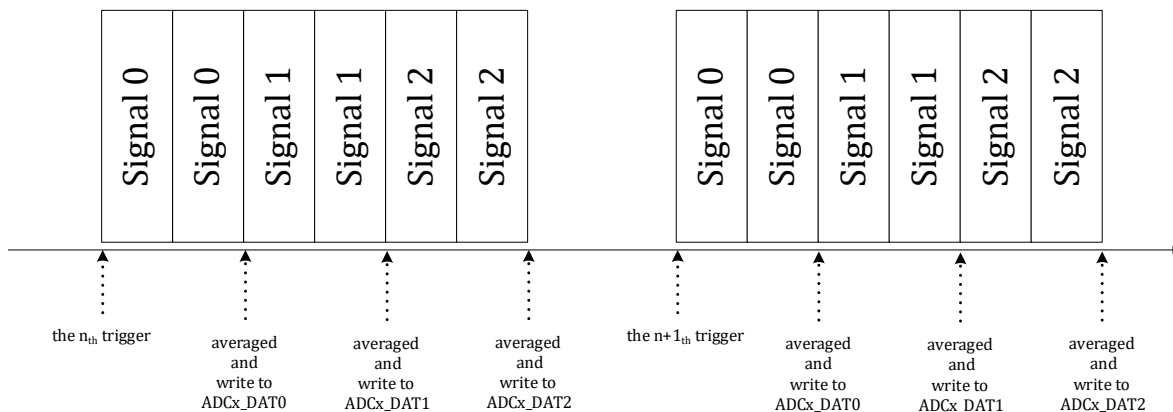 Signal 0
Signal 0
Signal 1
Signal 1
Signal 2
Signal 2
Signal 0
Signal 0
Signal 1
Signal 1
Signal 2
Signal 2
the nth trigger
averaged
and
write to
ADCx_DAT0
averaged
and
write to
ADCx_DAT1
averaged
and
write to
ADCx_DAT2
the n+1th trigger
averaged
and
write to
ADCx_DAT0
averaged
and
write to
ADCx_DAT1
averaged
and
write to
ADCx_DAT2